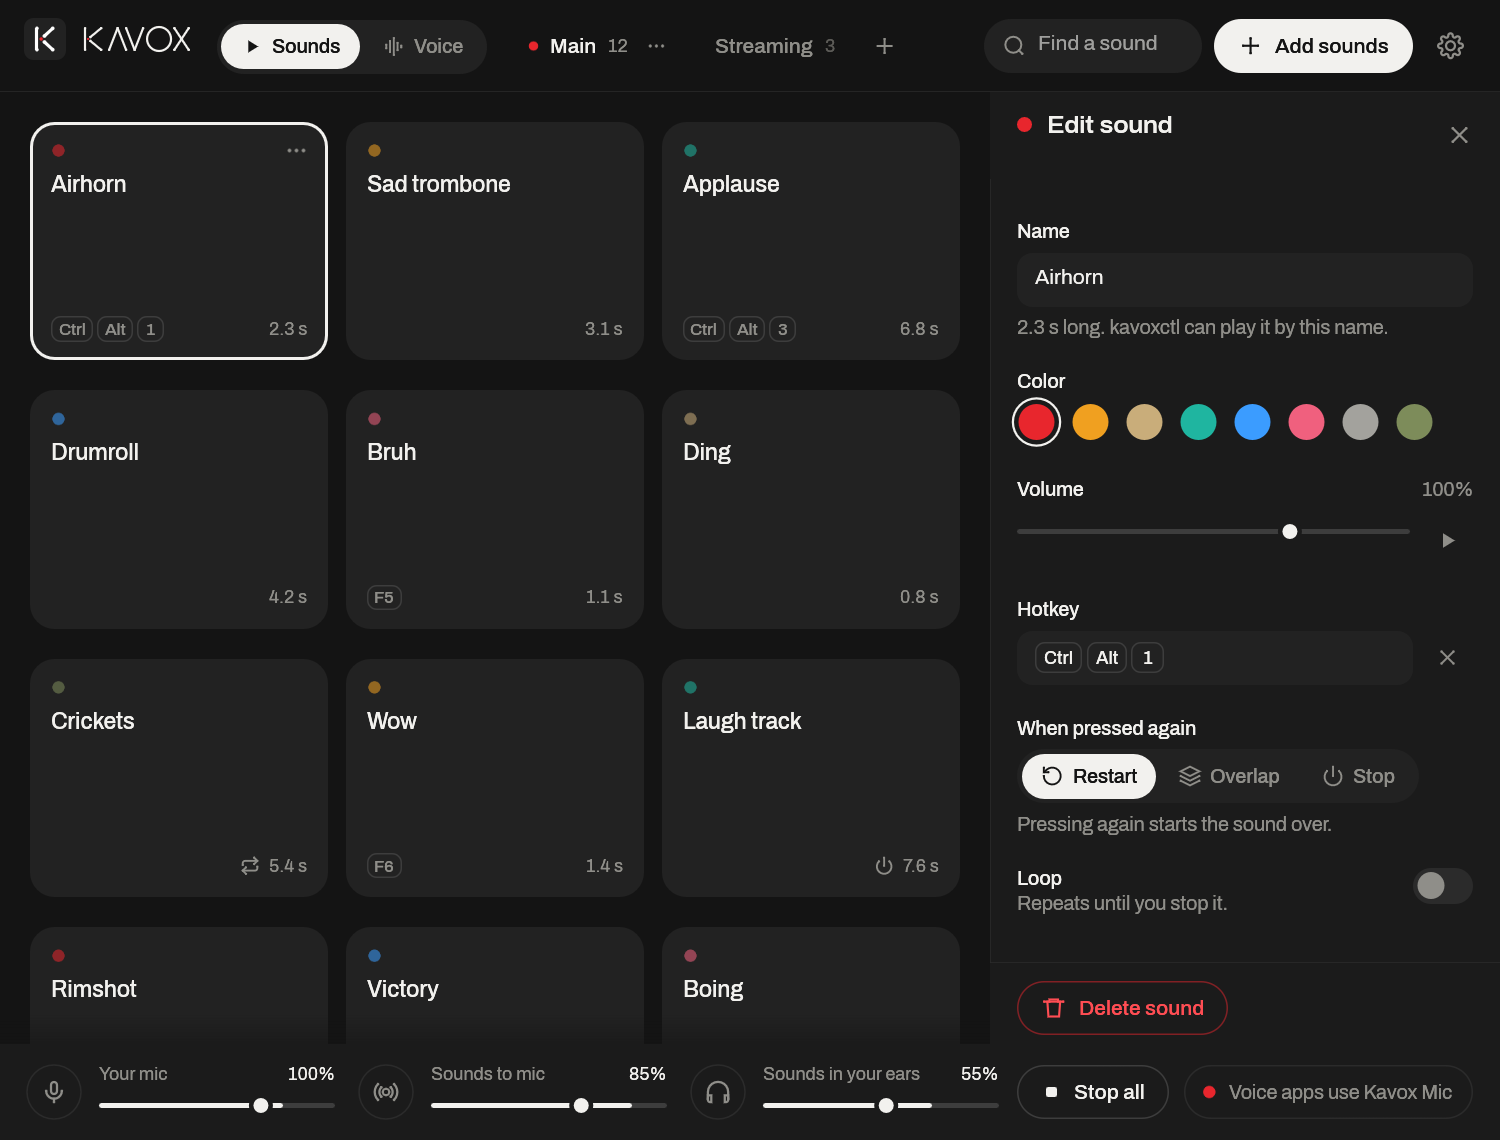 KAVOX
Sounds
Voice
Main 12
Streaming 3
Find a sound
Add sounds
Airhorn
Ctrl Alt 1
2.3 s
Sad trombone
3.1 s
Applause
Ctrl Alt 3
6.8 s
Drumroll
4.2 s
Bruh
F5
1.1 s
Ding
0.8 s
Crickets
5.4 s
Wow
F6
1.4 s
Laugh track
7.6 s
Rimshot
Victory
Boing
Edit sound
Name
Airhorn
2.3 s long. kavoxctl can play it by this name.
Color
Volume 100%
Hotkey
Ctrl Alt 1
When pressed again
Restart Overlap Stop
Pressing again starts the sound over.
Loop
Repeats until you stop it.
Delete sound
Your mic 100%
Sounds to mic 85%
Sounds in your ears 55%
Stop all
Voice apps use Kavox Mic